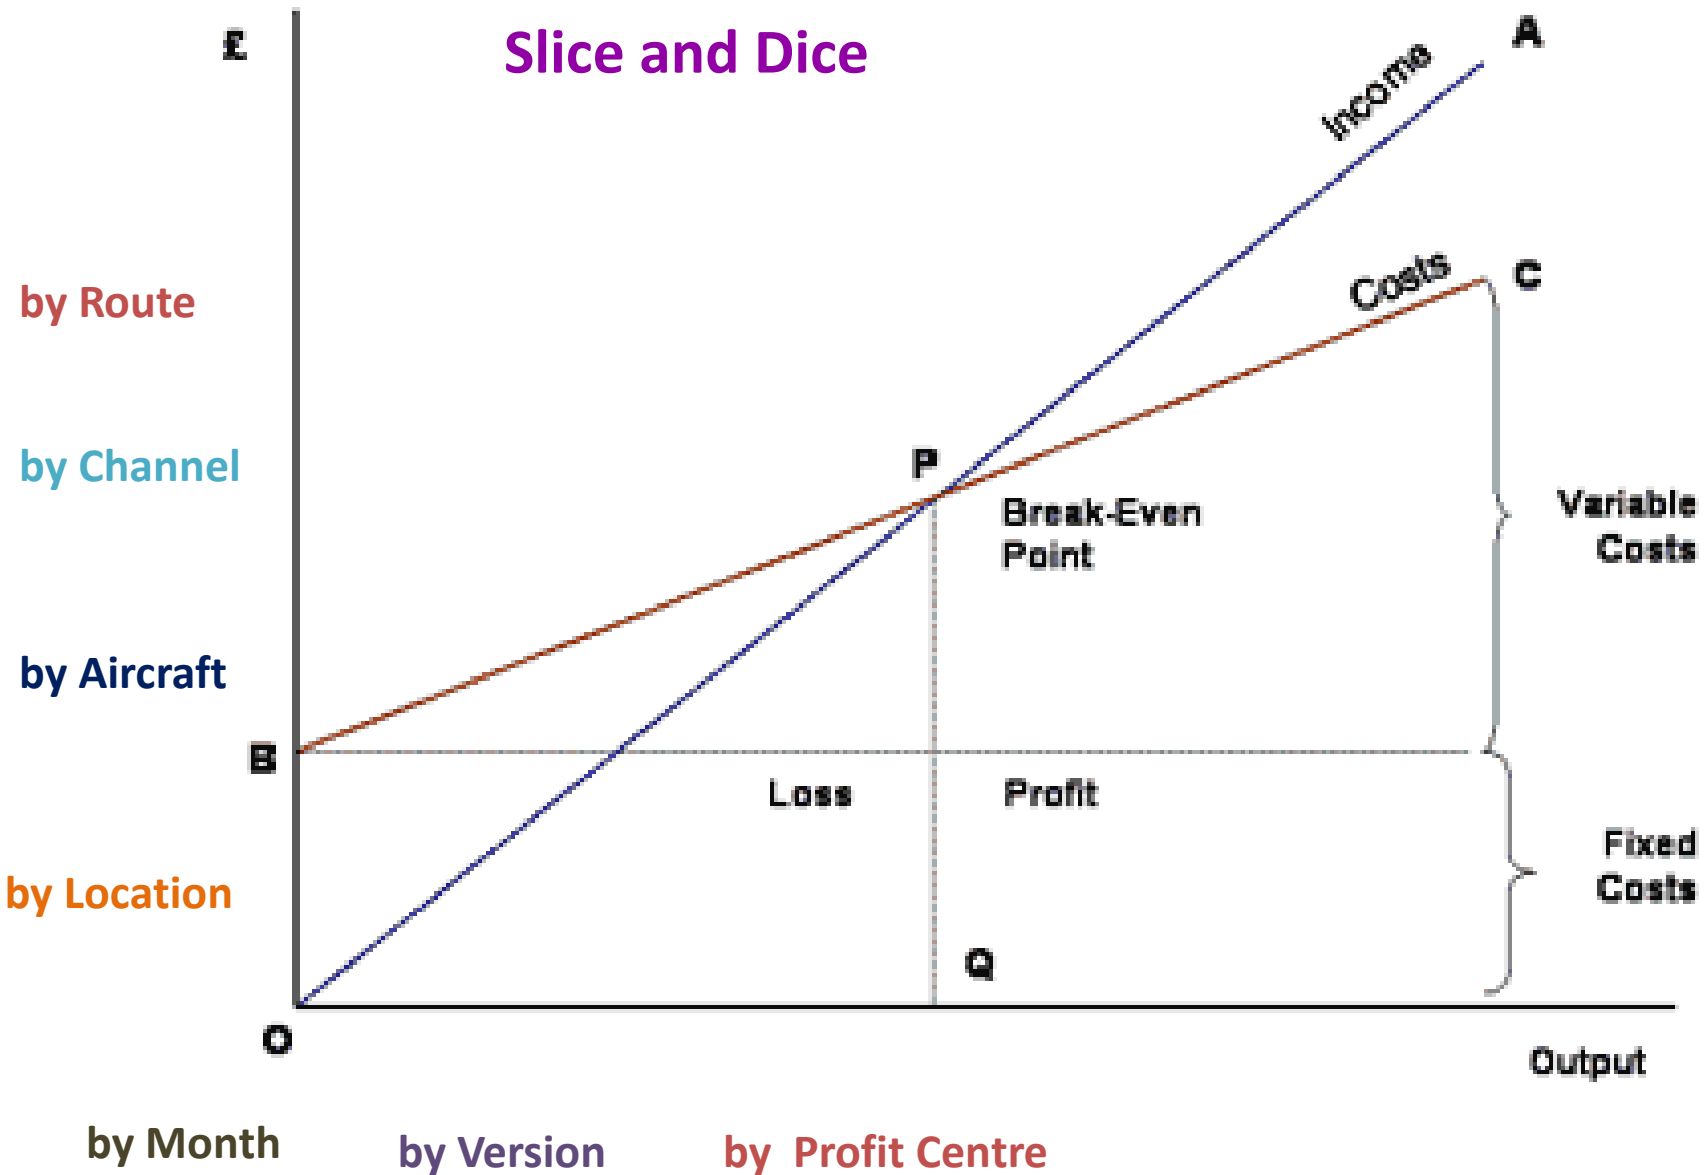 £
Slice and Dice
A
Income
by Route
Costs
C
by Channel
P
Break-Even
Point
Variable
Costs
by Aircraft
B
Loss
Profit
Fixed
Costs
by Location
Q
O
Output
by Month
by Version
by  Profit Centre